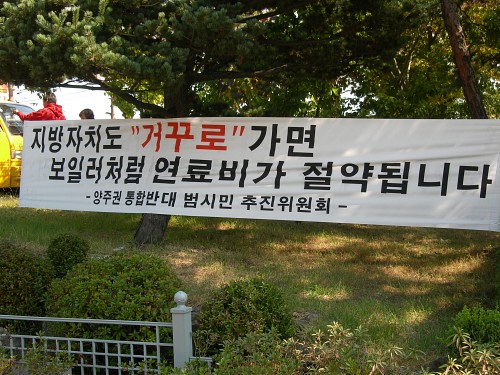 지방자치도 "거꾸로" 가면
보일러처럼 연료비가 절약됩니다
- 양주권 통합반대 범시민 추진위원회 -